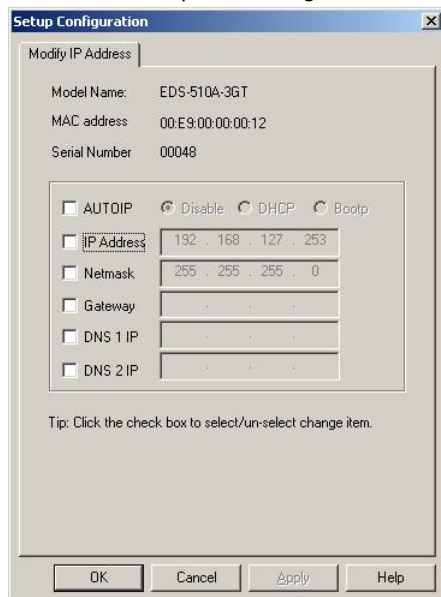 Setup Configuration
Modify IP Address
Model Name: EDS-510A-3GT
MAC address 00:E9:00:00:00:12
Serial Number 00048
AUTOIP Disable DHCP Bootp
IP Address 192 . 168 . 127 . 253
Netmask 255 . 255 . 255 . 0
Gateway . . .
DNS 1 IP . . .
DNS 2 IP . . .
Tip: Click the check box to select/un-select change item.
OK Cancel Apply Help